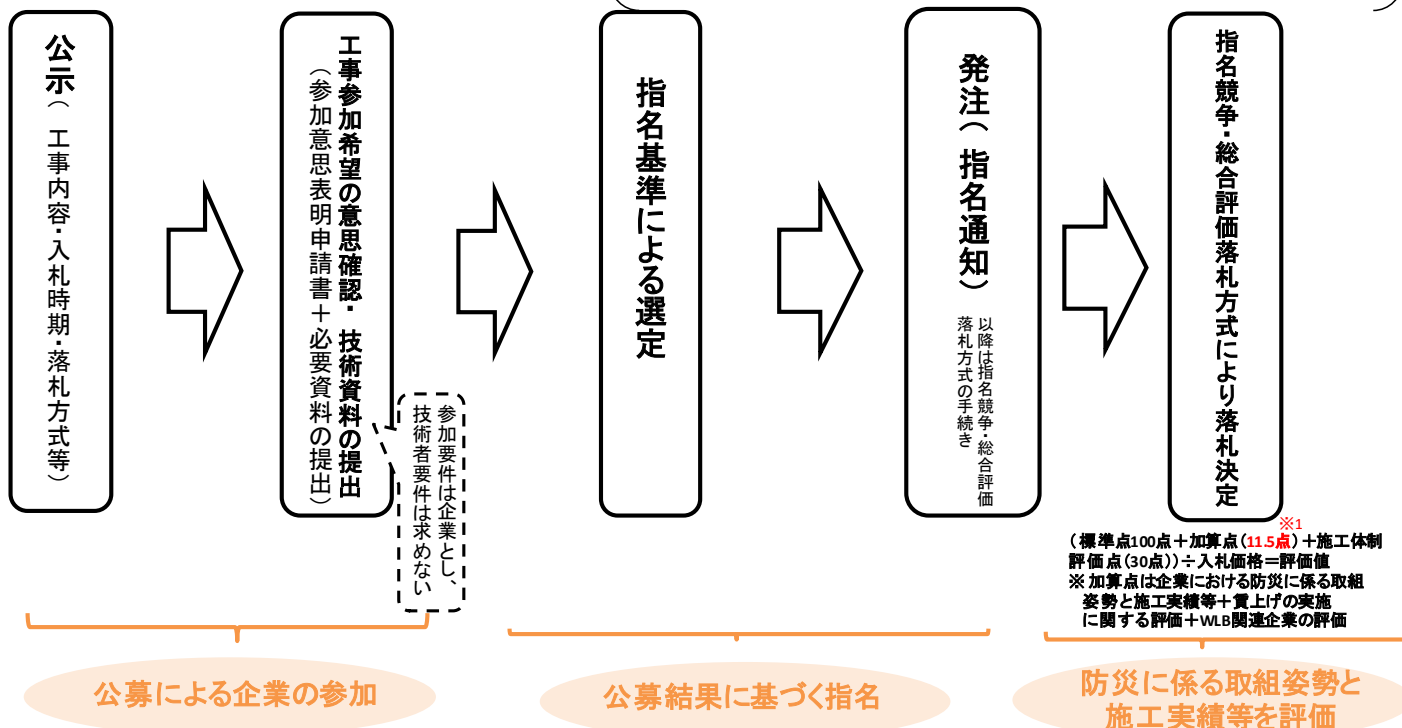 公示（ 工事内容・入札時期・落札方式等）
工事参加希望の意思確認・ 技術資料の提出
（参加意思表明申請書＋必要資料の提出）
参加要件は企業とし、
技術者要件は求めない
指名基準による選定
発注（ 指名通知）
以降は指名競争・総合評価
落札方式の手続き
指名競争・総合評価落札方式により落札決定
※1
（標準点100点＋加算点（11.5点）＋施工体制
評価点（30点））÷入札価格＝評価値
※加算点は企業における防災に係る取組
姿勢と施工実績等＋賃上げの実施
に関する評価＋WLB関連企業の評価
公募による企業の参加
公募結果に基づく指名
防災に係る取組姿勢と
施工実績等を評価